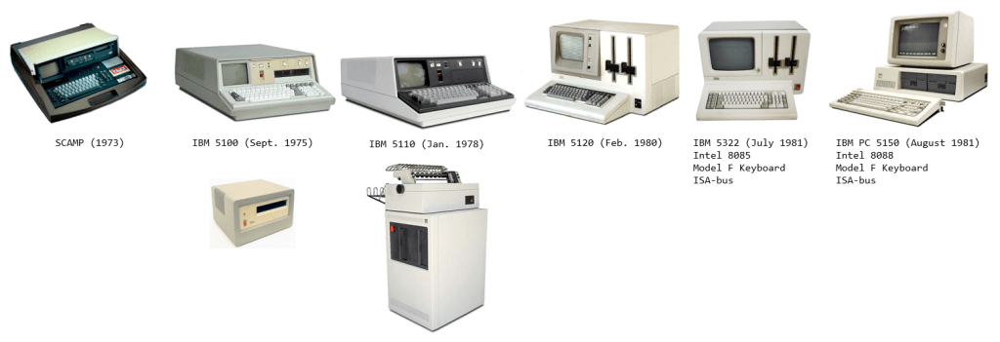 SCAMP (1973)
IBM 5100 (Sept. 1975)
IBM 5110 (Jan. 1978)
IBM 5120 (Feb. 1980)
IBM 5322 (July 1981)
Intel 8085
Model F Keyboard
ISA-bus
IBM PC 5150 (August 1981)
Intel 8088
Model F Keyboard
ISA-bus